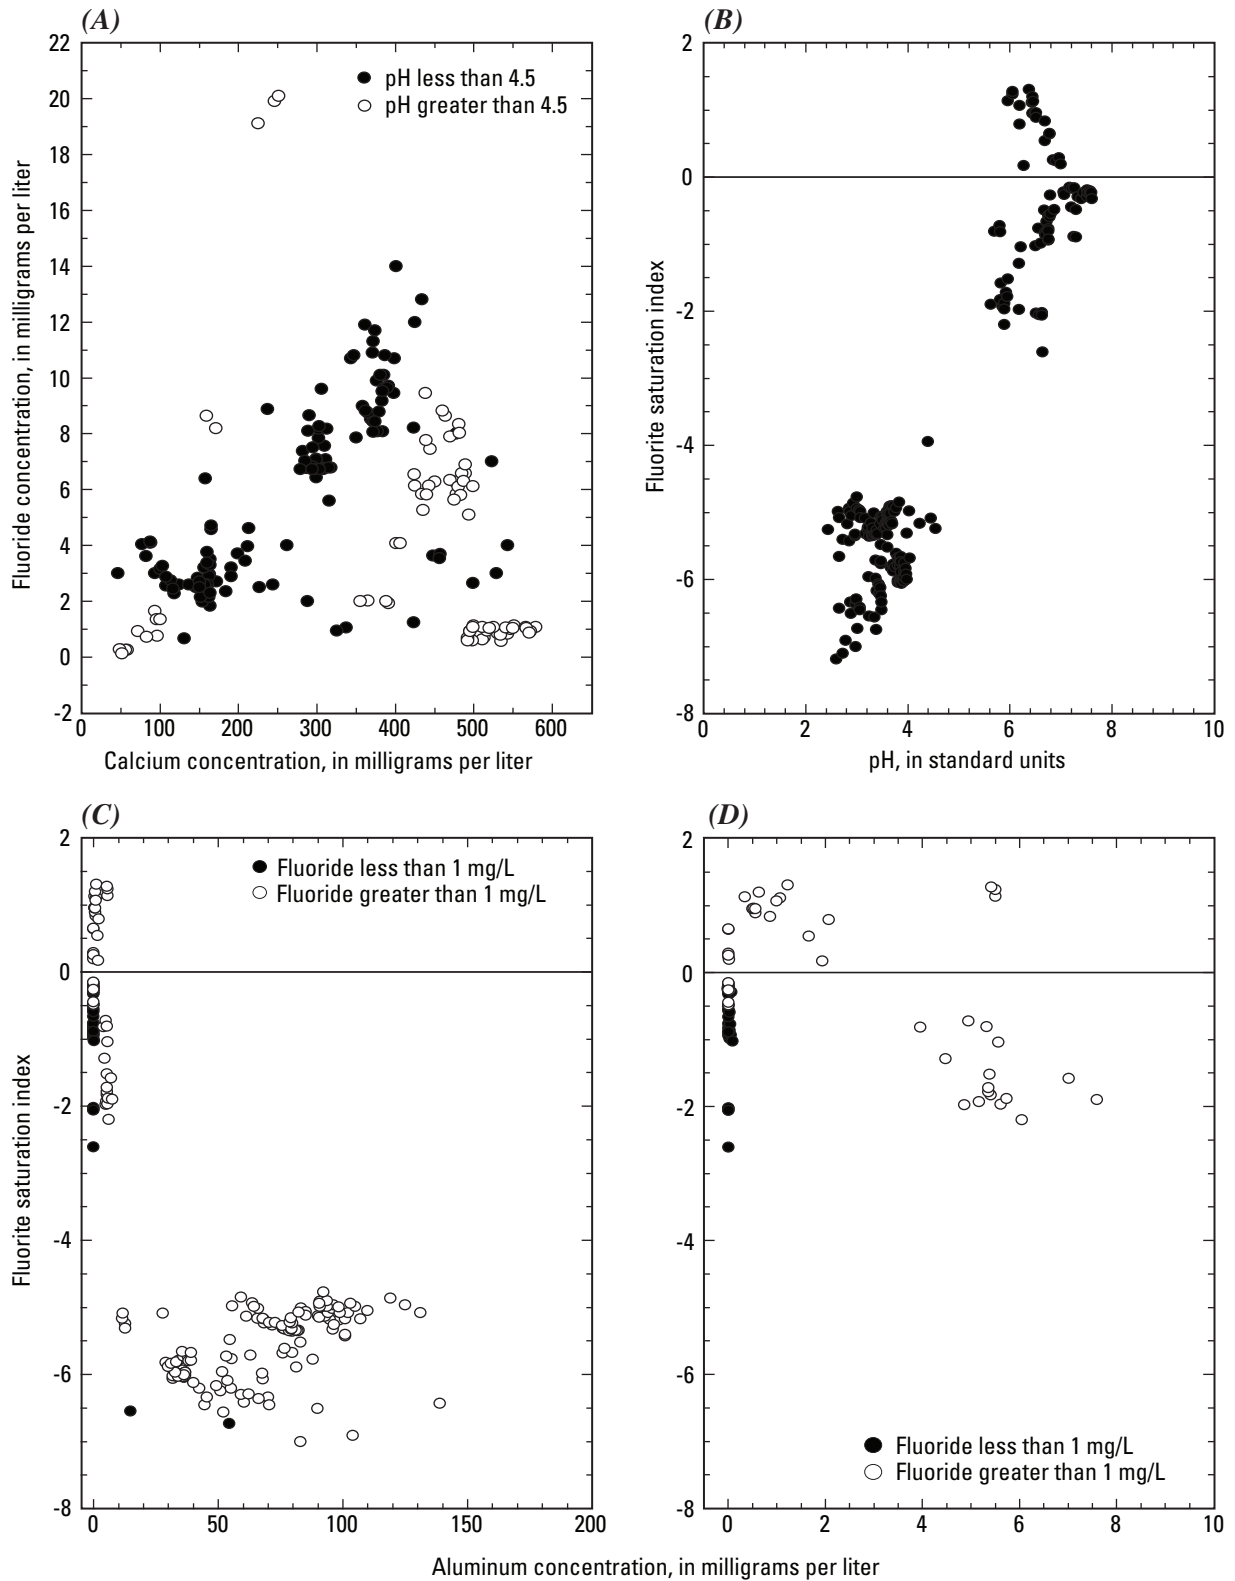 (A)
22
20
18
16
14
12
10
8
6
4
2
0
-2
Fluoride concentration, in milligrams per liter
pH less than 4.5
pH greater than 4.5
0 100 200 300 400 500 600
Calcium concentration, in milligrams per liter
(B)
2
0
-2
-4
-6
-8
Fluorite saturation index
0 2 4 6 8 10
pH, in standard units
(C)
2
0
-2
-4
-6
-8
Fluorite saturation index
Fluoride less than 1 mg/L
Fluoride greater than 1 mg/L
0 50 100 150 200
(D)
2
0
-2
-4
-6
-8
Fluoride less than 1 mg/L
Fluoride greater than 1 mg/L
0 2 4 6 8 10
Aluminum concentration, in milligrams per liter